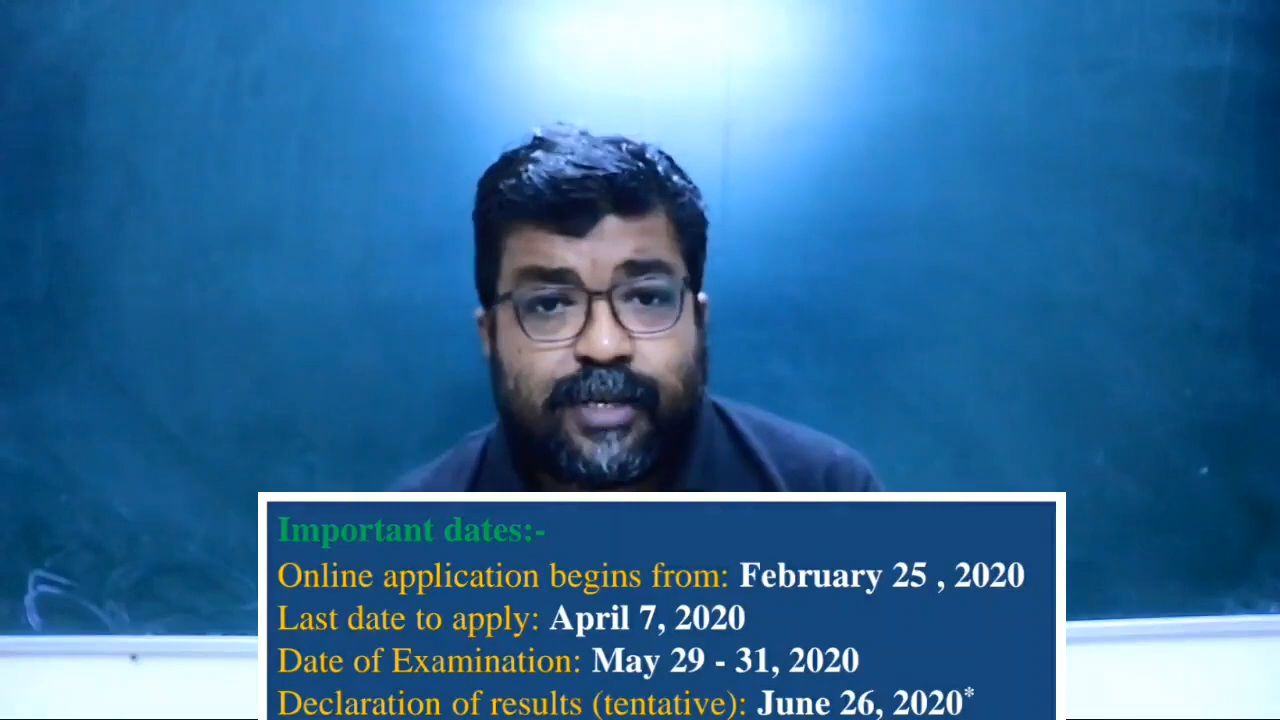 Important dates:-
Online application begins from: February 25 , 2020
Last date to apply: April 7, 2020
Date of Examination: May 29 - 31, 2020
Declaration of results (tentative): June 26, 2020*